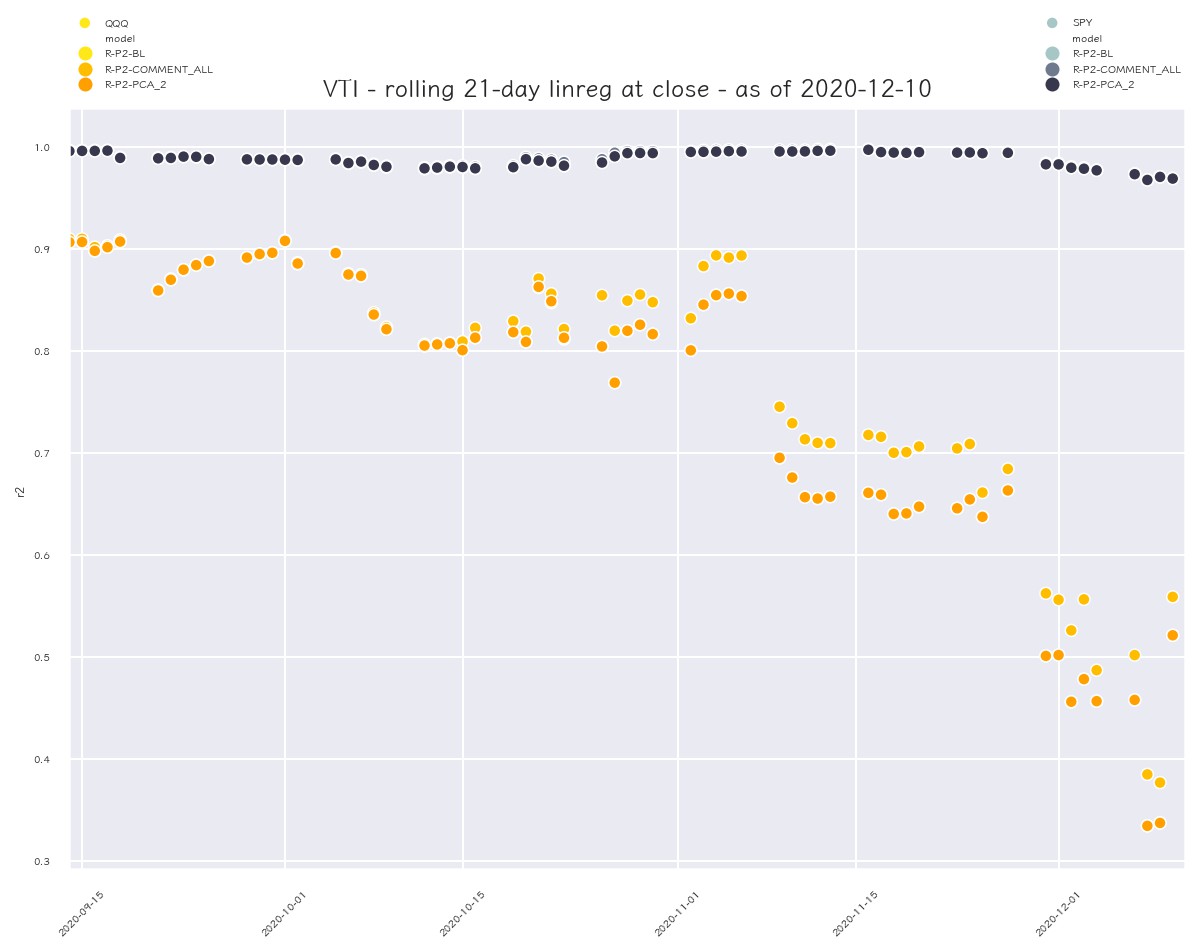 QQQ
model
R-P2-BL
R-P2-COMMENT_ALL
R-P2-PCA_2
SPY
model
R-P2-BL
R-P2-COMMENT_ALL
R-P2-PCA_2
VTI - rolling 21-day linreg at close - as of 2020-12-10
1.0
0.9
0.8
0.7
r2
0.6
0.5
0.4
0.3
2020-09-15
2020-10-01
2020-10-15
2020-11-01
2020-11-15
2020-12-01